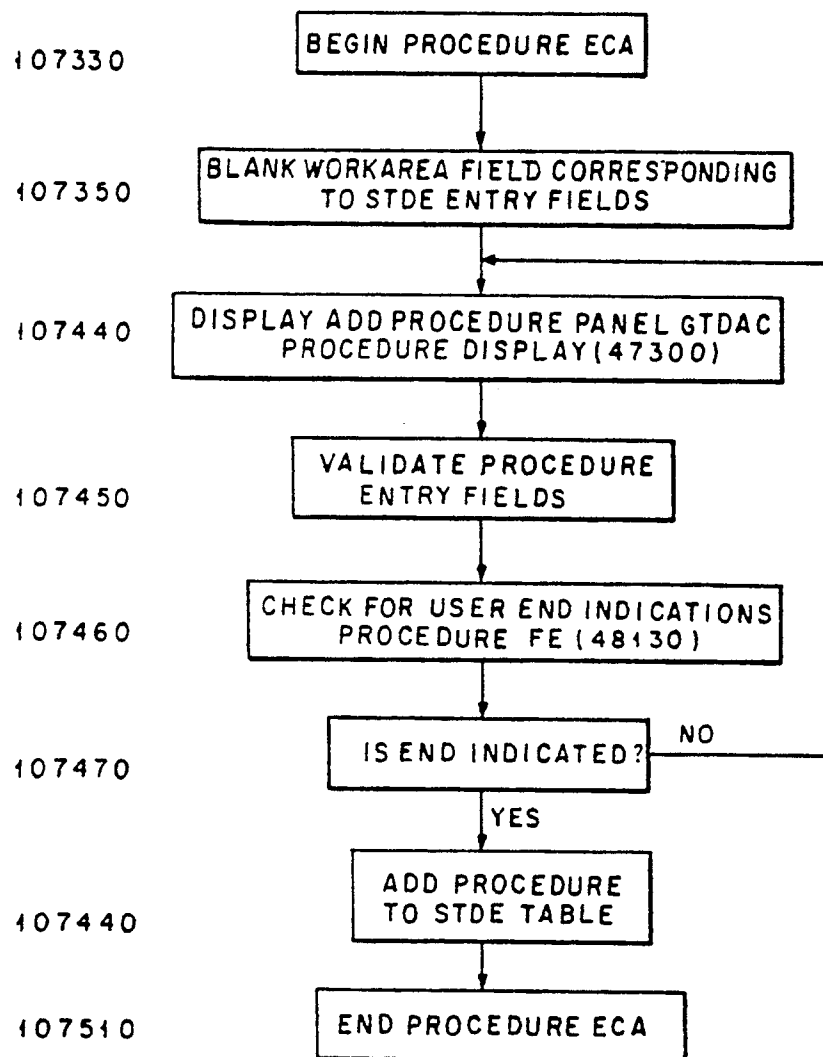 107330
BEGIN PROCEDURE ECA
107350
BLANK WORKAREA FIELD CORRESPONDING
TO STDE ENTRY FIELDS
107440
DISPLAY ADD PROCEDURE PANEL GTDAC
PROCEDURE DISPLAY (47300)
107450
VALIDATE PROCEDURE
ENTRY FIELDS
107460
CHECK FOR USER END INDICATIONS
PROCEDURE FE (48130)
107470
IS END INDICATED?
NO
YES
107440
ADD PROCEDURE
TO STDE TABLE
107510
END PROCEDURE ECA